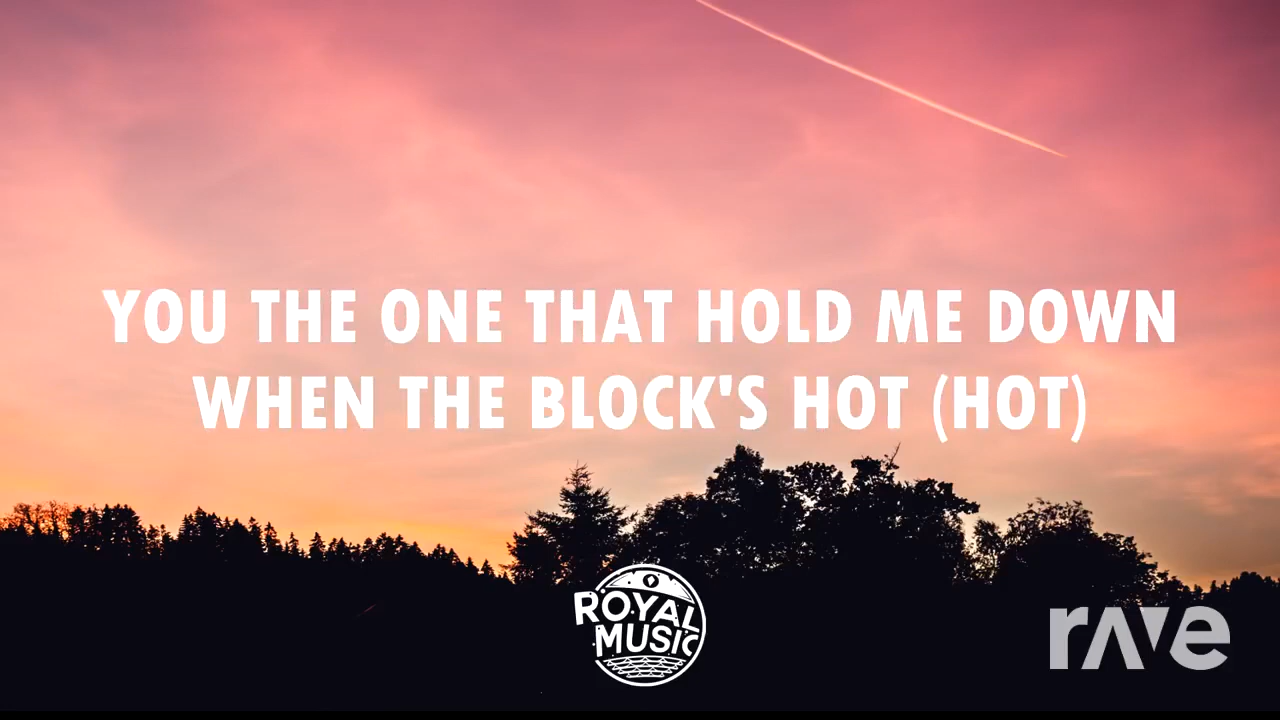 YOU THE ONE THAT HOLD ME DOWN
WHEN THE BLOCK'S HOT (HOT)
ROYAL
MUSIC
rave